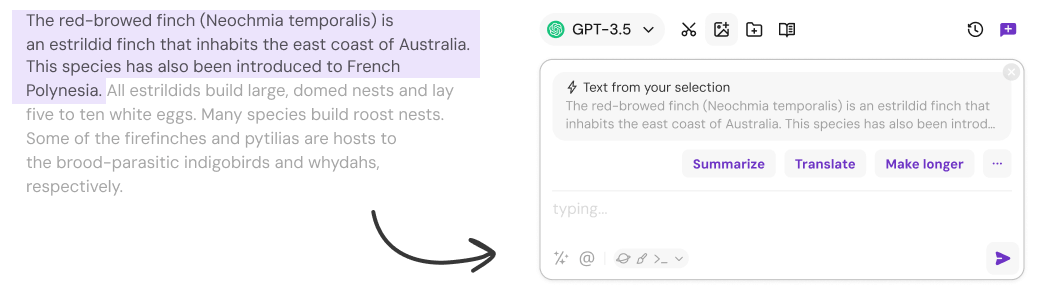 The red-browed finch (Neochmia temporalis) is
an estrildid finch that inhabits the east coast of Australia.
This species has also been introduced to French
Polynesia. All estrildids build large, domed nests and lay
five to ten white eggs. Many species build roost nests.
Some of the firefinches and pytilias are hosts to
the brood-parasitic indigobirds and whydahs,
respectively.
GPT-3.5
Text from your selection
The red-browed finch (Neochmia temporalis) is an estrildid finch that
inhabits the east coast of Australia. This species has also been introd...
Summarize Translate Make longer ...
typing...
@ >_